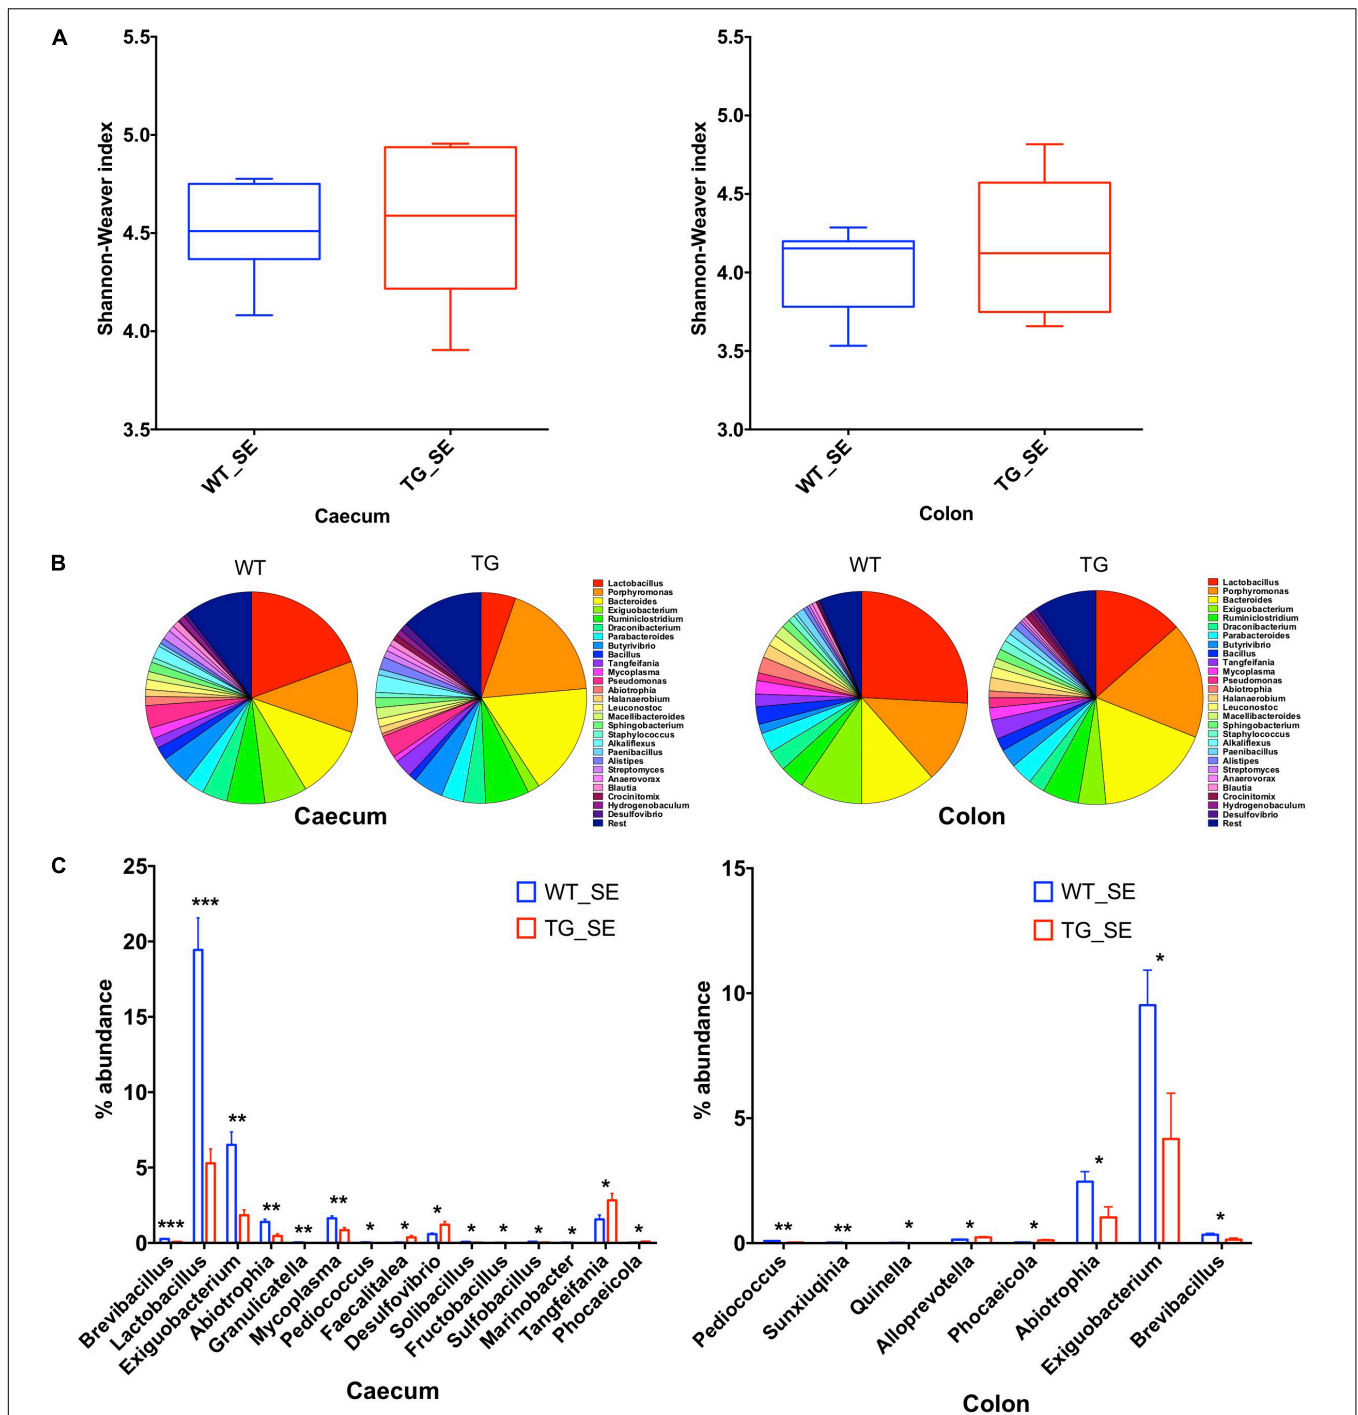 A
5.5
5.0
4.5
4.0
3.5
Shannon-Weaver index
WT_SE
TG_SE
Caecum
5.5
5.0
4.5
4.0
3.5
3.0
Shannon-Weaver index
WT_SE
TG_SE
Colon
B
WT
TG
Lactobacillus
Porphyromonas
Bacteroides
Exiguobacterium
Ruminiclostridium
Draconibacterium
Parabacteroides
Butyrivibrio
Bacillus
Tangfeifania
Mycoplasma
Pseudomonas
Abiotrophia
Halanaerobium
Leuconostoc
Macellibacteroides
Sphingobacterium
Staphylococcus
Alkaliflexus
Paenibacillus
Alistipes
Streptomyces
Anaerovorax
Blautia
Crocinitomix
Hydrogenobaculum
Desulfovibrio
Rest
Caecum
WT
TG
Lactobacillus
Porphyromonas
Bacteroides
Exiguobacterium
Ruminiclostridium
Draconibacterium
Parabacteroides
Butyrivibrio
Bacillus
Tangfeifania
Mycoplasma
Pseudomonas
Abiotrophia
Halanaerobium
Leuconostoc
Macellibacteroides
Sphingobacterium
Staphylococcus
Alkaliflexus
Paenibacillus
Alistipes
Streptomyces
Anaerovorax
Blautia
Crocinitomix
Hydrogenobaculum
Desulfovibrio
Rest
Colon
C
25
20
15
10
5
0
% abundance
WT_SE
TG_SE
***
***
**
**
**
**
*
*
*
*
*
*
*
*
*
Brevibacillus
Lactobacillus
Exiguobacterium
Abiotrophia
Granulicatella
Mycoplasma
Pediococcus
Faecalitalea
Desulfovibrio
Solibacillus
Fructobacillus
Sulfobacillus
Marinobacter
Tangfeifania
Phocaeicola
Caecum
15
10
5
0
% abundance
WT_SE
TG_SE
**
**
*
*
*
*
*
*
Pediococcus
Sunxiuqinia
Quinella
Alloprevotella
Phocaeicola
Abiotrophia
Exiguobacterium
Brevibacillus
Colon